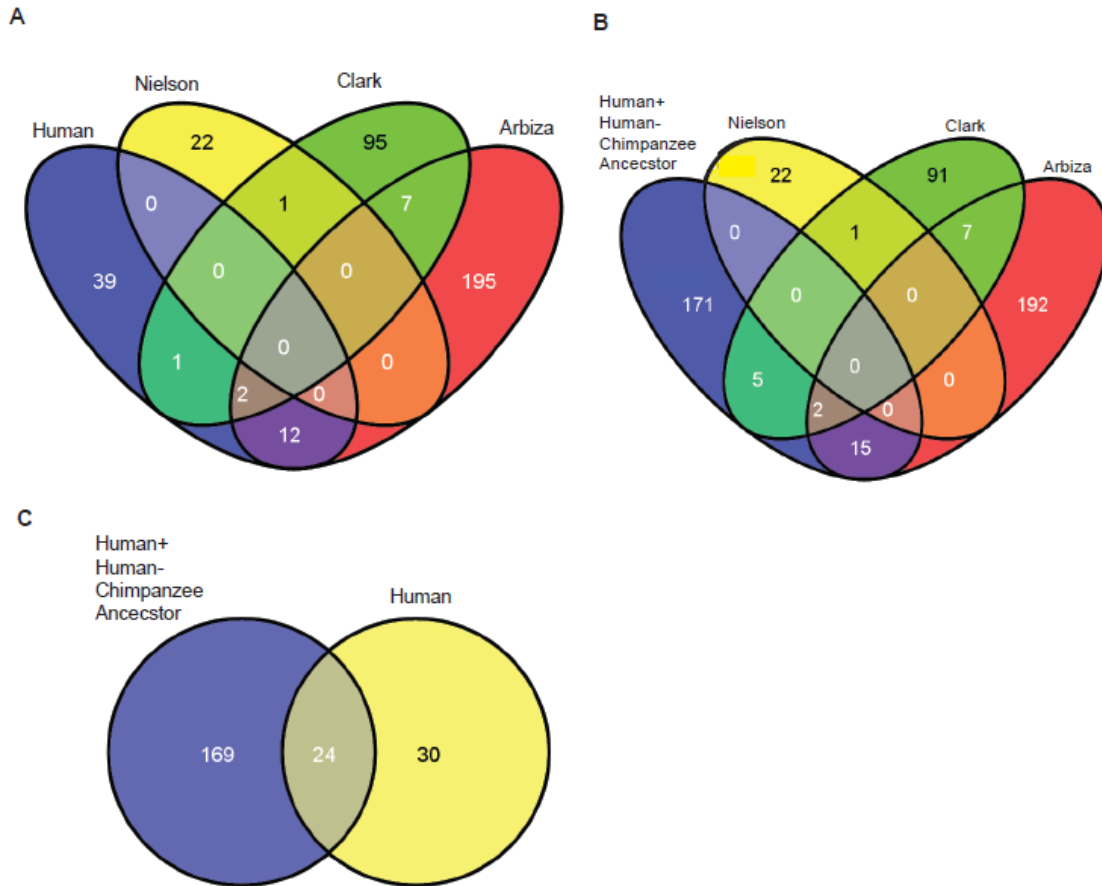 A
Nielson
Clark
Human
Arbiza
22
95
0
1
7
39
0
0
195
1
0
0
2
0
12
B
Human+
Human-
Chimpanzee
Ancecstor
Nielson
Clark
Arbiza
22
91
0
1
7
171
0
0
192
5
0
0
2
0
15
C
Human+
Human-
Chimpanzee
Ancecstor
Human
169
24
30